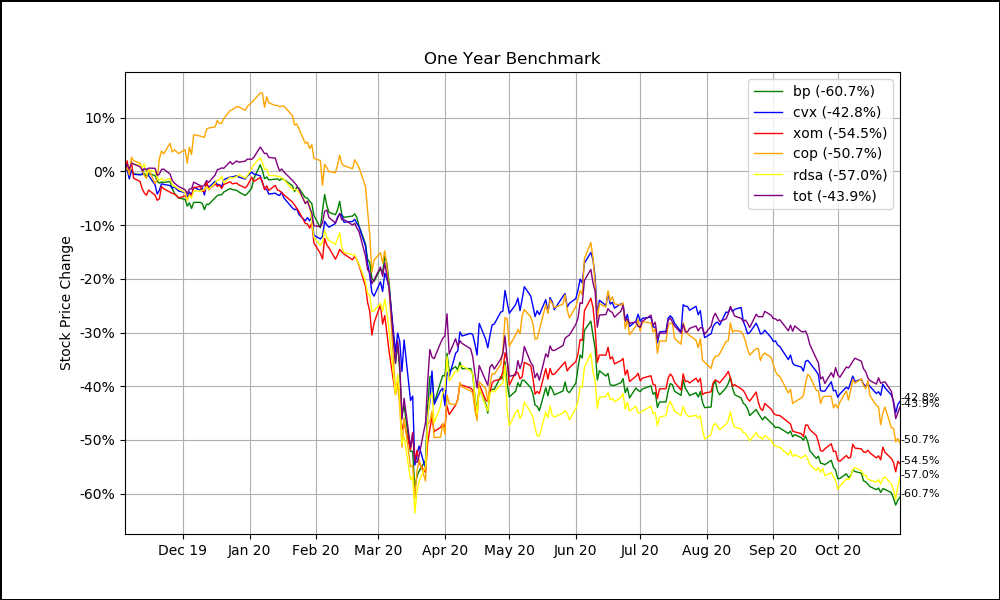 One Year Benchmark
Stock Price Change
10%
0%
-10%
-20%
-30%
-40%
-50%
-60%
bp (-60.7%)
cvx (-42.8%)
xom (-54.5%)
cop (-50.7%)
rdsa (-57.0%)
tot (-43.9%)
-42.8%
-43.9%
-50.7%
-54.5%
-57.0%
-60.7%
Dec 19 Jan 20 Feb 20 Mar 20 Apr 20 May 20 Jun 20 Jul 20 Aug 20 Sep 20 Oct 20